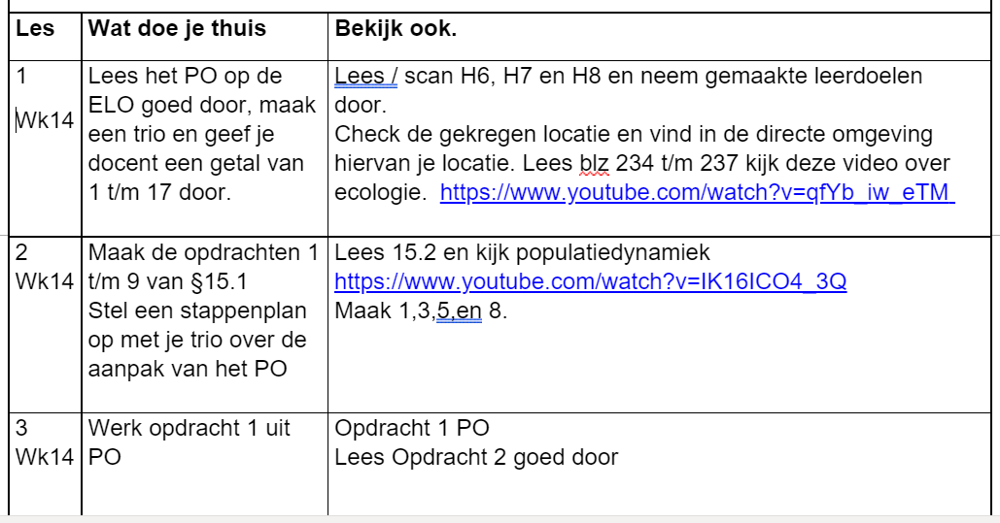 Les
Wat doe je thuis
Bekijk ook.
1
Wk14
Lees het PO op de
ELO goed door, maak
een trio en geef je
docent een getal van
1 t/m 17 door.
Lees / scan H6, H7 en H8 en neem gemaakte leerdoelen
door.
Check de gekregen locatie en vind in de directe omgeving
hiervan je locatie. Lees blz 234 t/m 237 kijk deze video over
ecologie. https://www.youtube.com/watch?v=qfYb_iw_eTM
2
Wk14
Maak de opdrachten 1
t/m 9 van §15.1
Stel een stappenplan
op met je trio over de
aanpak van het PO
Lees 15.2 en kijk populatiedynamiek
https://www.youtube.com/watch?v=IK16ICO4_3Q
Maak 1,3,5,en 8.
3
Wk14
Werk opdracht 1 uit
PO
Opdracht 1 PO
Lees Opdracht 2 goed door